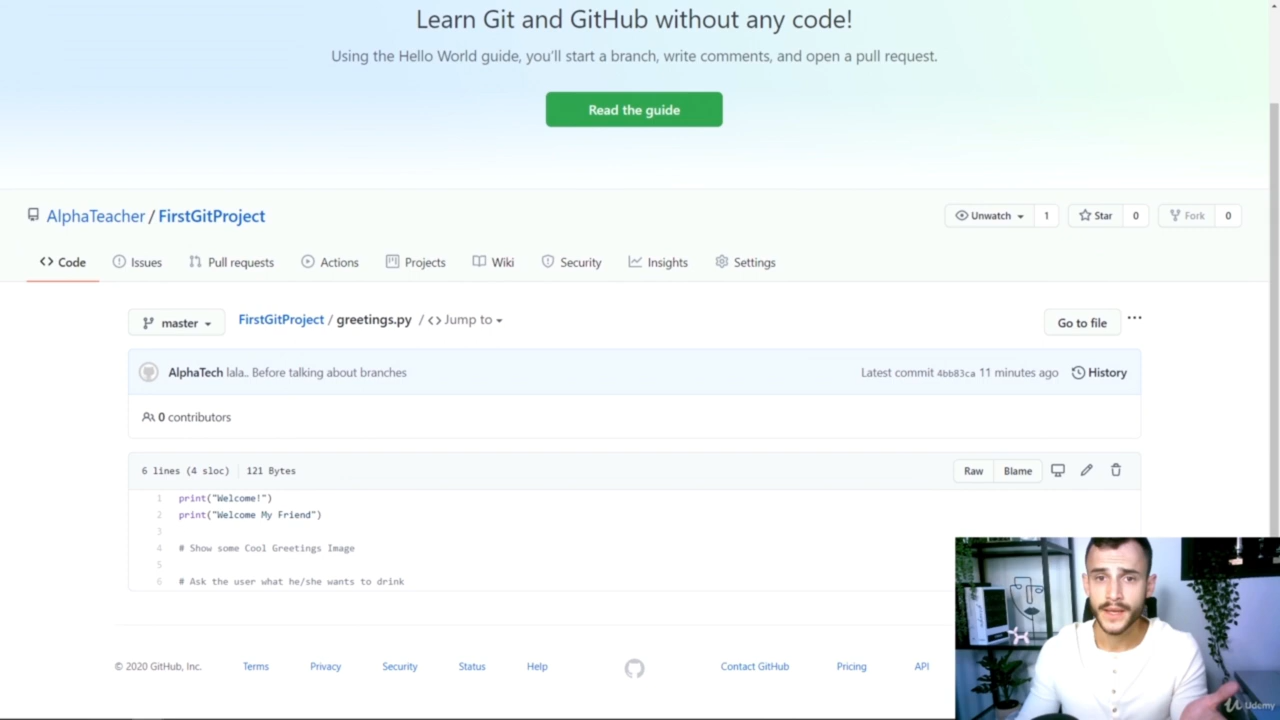 Learn Git and GitHub without any code!
Using the Hello World guide, you'll start a branch, write comments, and open a pull request.
Read the guide
AlphaTeacher / FirstGitProject
Unwatch 1 Star 0 Fork 0
Code Issues Pull requests Actions Projects Wiki Security Insights Settings
master FirstGitProject / greetings.py / <> Jump to Go to file ...
AlphaTech lala.. Before talking about branches Latest commit 4bb83ca 11 minutes ago History
0 contributors
6 lines (4 sloc) 121 Bytes Raw Blame
1 print("Welcome!")
2 print("Welcome My Friend")
3
4 # Show some Cool Greetings Image
5
6 # Ask the user what he/she wants to drink
© 2020 GitHub, Inc. Terms Privacy Security Status Help Contact GitHub Pricing API
Udemy